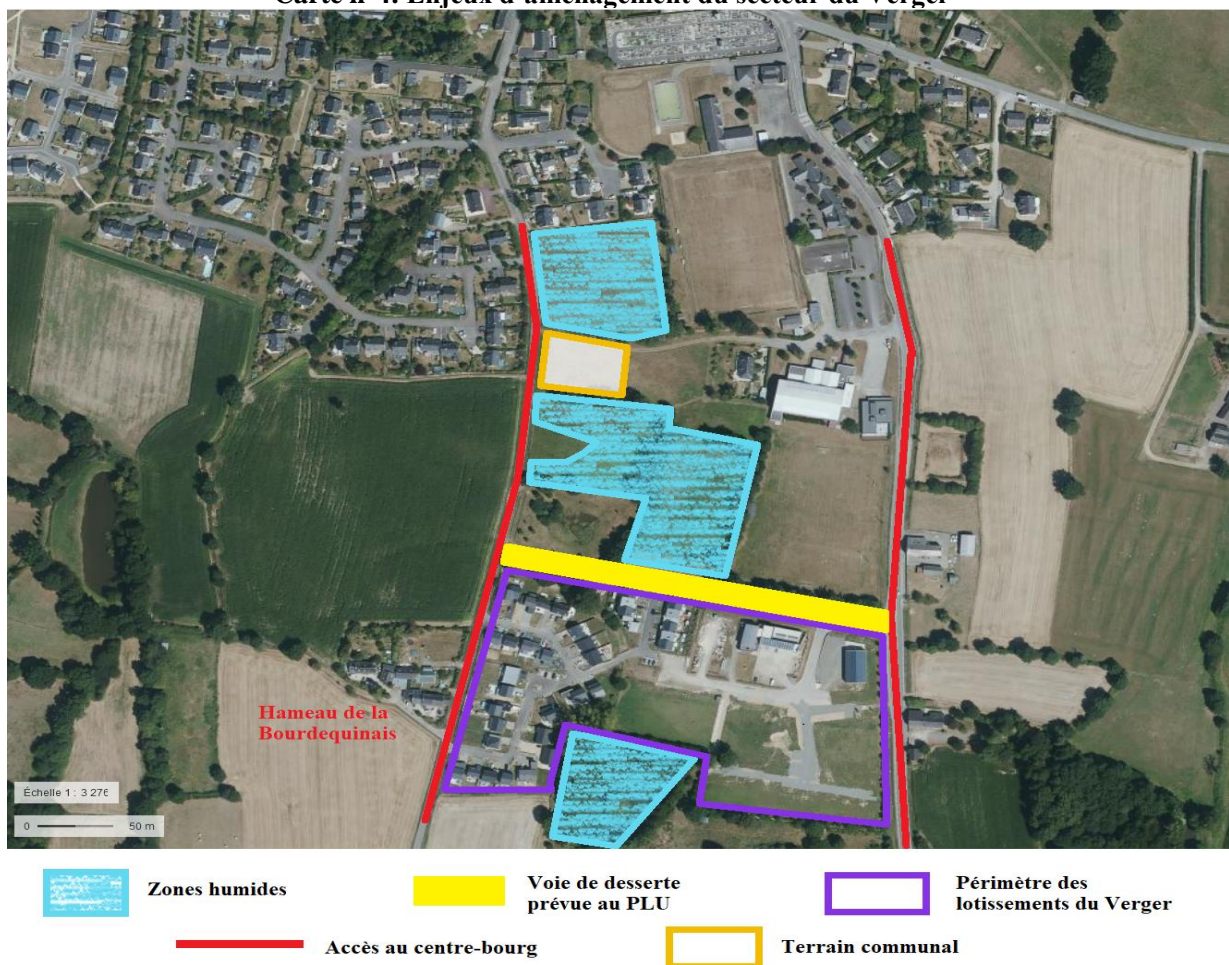 Carte n°4. Enjeux d'aménagement du secteur du Verger
Hameau de la
Bourdequinais
Échelle 1 : 3 276
0 50 m
Zones humides
Voie de desserte
prévue au PLU
Périmètre des
lotissements du Verger
Accès au centre-bourg
Terrain communal